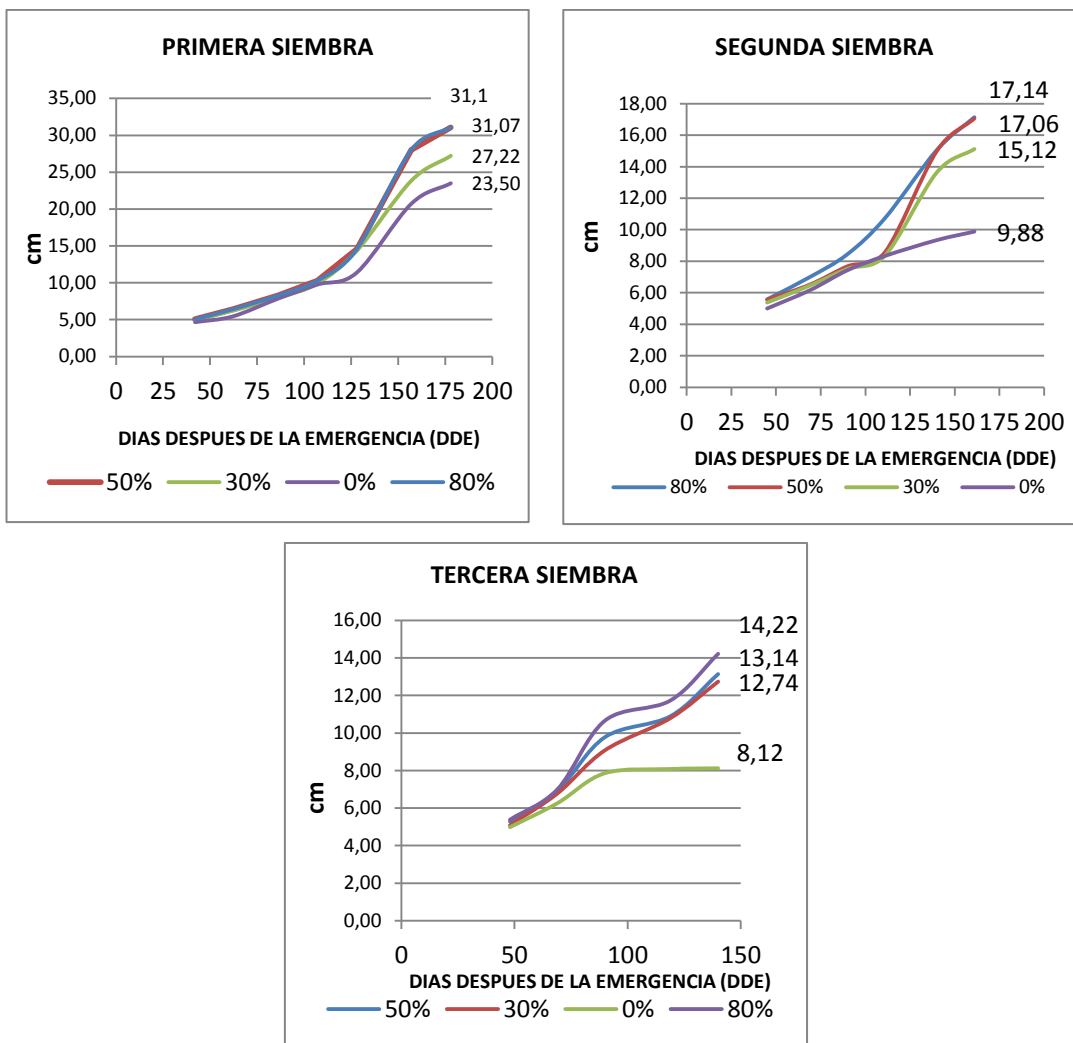 PRIMERA SIEMBRA
35,00
30,00
25,00
20,00
15,00
10,00
5,00
0,00
cm
31,1
31,07
27,22
23,50
0 25 50 75 100 125 150 175 200
DIAS DESPUES DE LA EMERGENCIA (DDE)
50% 30% 0% 80%
SEGUNDA SIEMBRA
18,00
16,00
14,00
12,00
10,00
8,00
6,00
4,00
2,00
0,00
cm
17,14
17,06
15,12
9,88
0 25 50 75 100 125 150 175 200
DIAS DESPUES DE LA EMERGENCIA (DDE)
80% 50% 30% 0%
TERCERA SIEMBRA
16,00
14,00
12,00
10,00
8,00
6,00
4,00
2,00
0,00
cm
14,22
13,14
12,74
8,12
0 50 100 150
DIAS DESPUES DE LA EMERGENCIA (DDE)
50% 30% 0% 80%